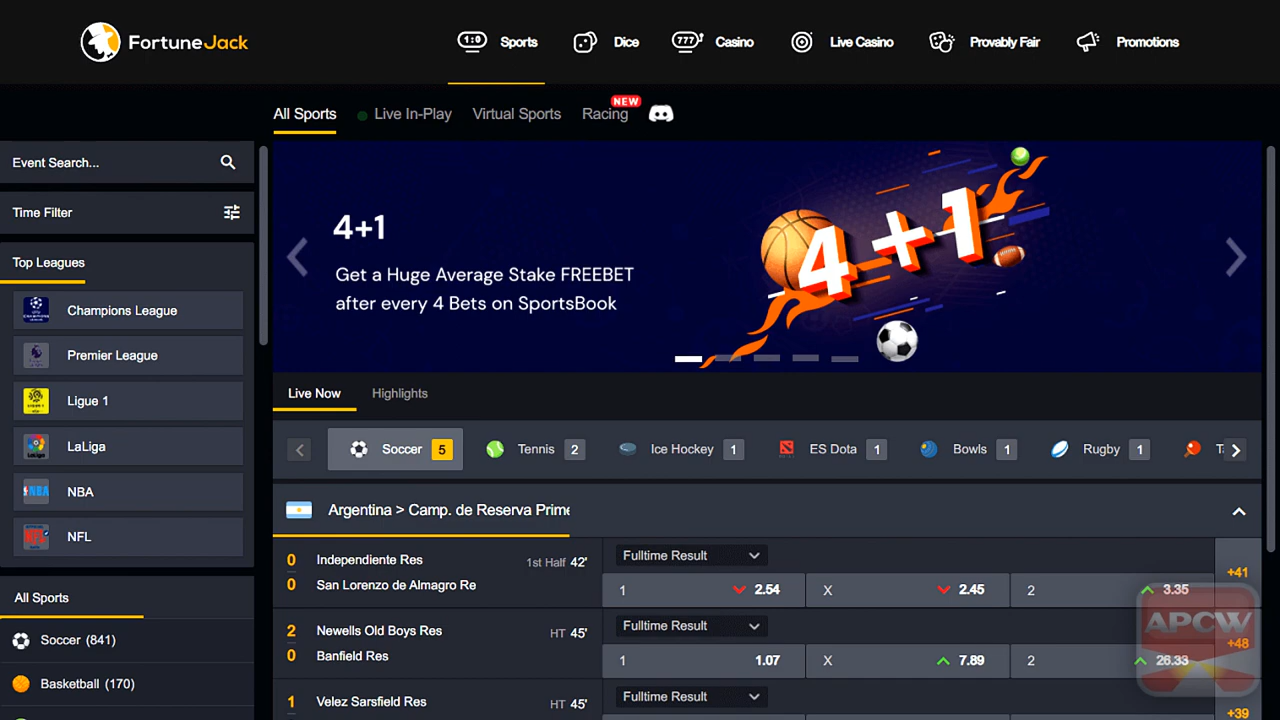 FortuneJack
1:0 Sports
Dice
777 Casino
Live Casino
Provably Fair
Promotions
All Sports
Live In-Play
Virtual Sports
Racing
NEW
Event Search...
Time Filter
Top Leagues
Champions League
Premier League
Ligue 1
LaLiga
NBA
NFL
All Sports
Soccer (841)
Basketball (170)
4+1
Get a Huge Average Stake FREEBET
after every 4 Bets on SportsBook
4+1
Live Now
Highlights
Soccer 5
Tennis 2
Ice Hockey 1
ES Dota 1
Bowls 1
Rugby 1
Argentina > Camp. de Reserva Prime
0 Independiente Res 1st Half 42'
0 San Lorenzo de Almagro Re
Fulltime Result
1 2.54 X 2.45 2 3.35 +41
2 Newells Old Boys Res HT 45'
0 Banfield Res
Fulltime Result
1 1.07 X 7.89 2 26.33 +48
1 Velez Sarsfield Res HT 45'
Fulltime Result
+39
APCW